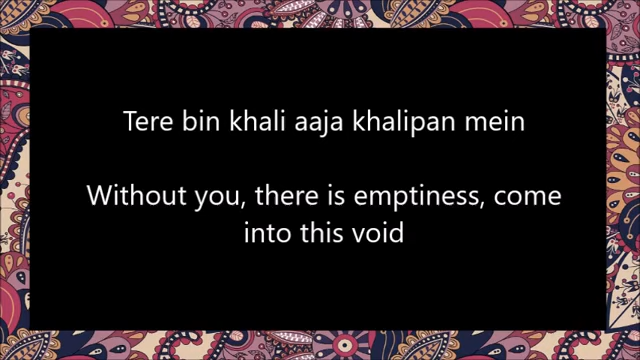 Tere bin khali aaja khalipan mein
Without you, there is emptiness, come
into this void